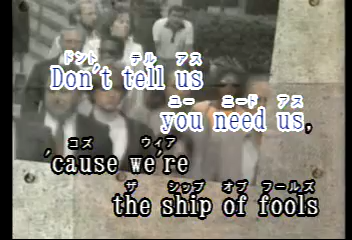 ドント テル アス
Don't tell us
ユー ニード アス
you need us,
コズ ウィア
'cause we're
ザ シップ オブ フールズ
the ship of fools